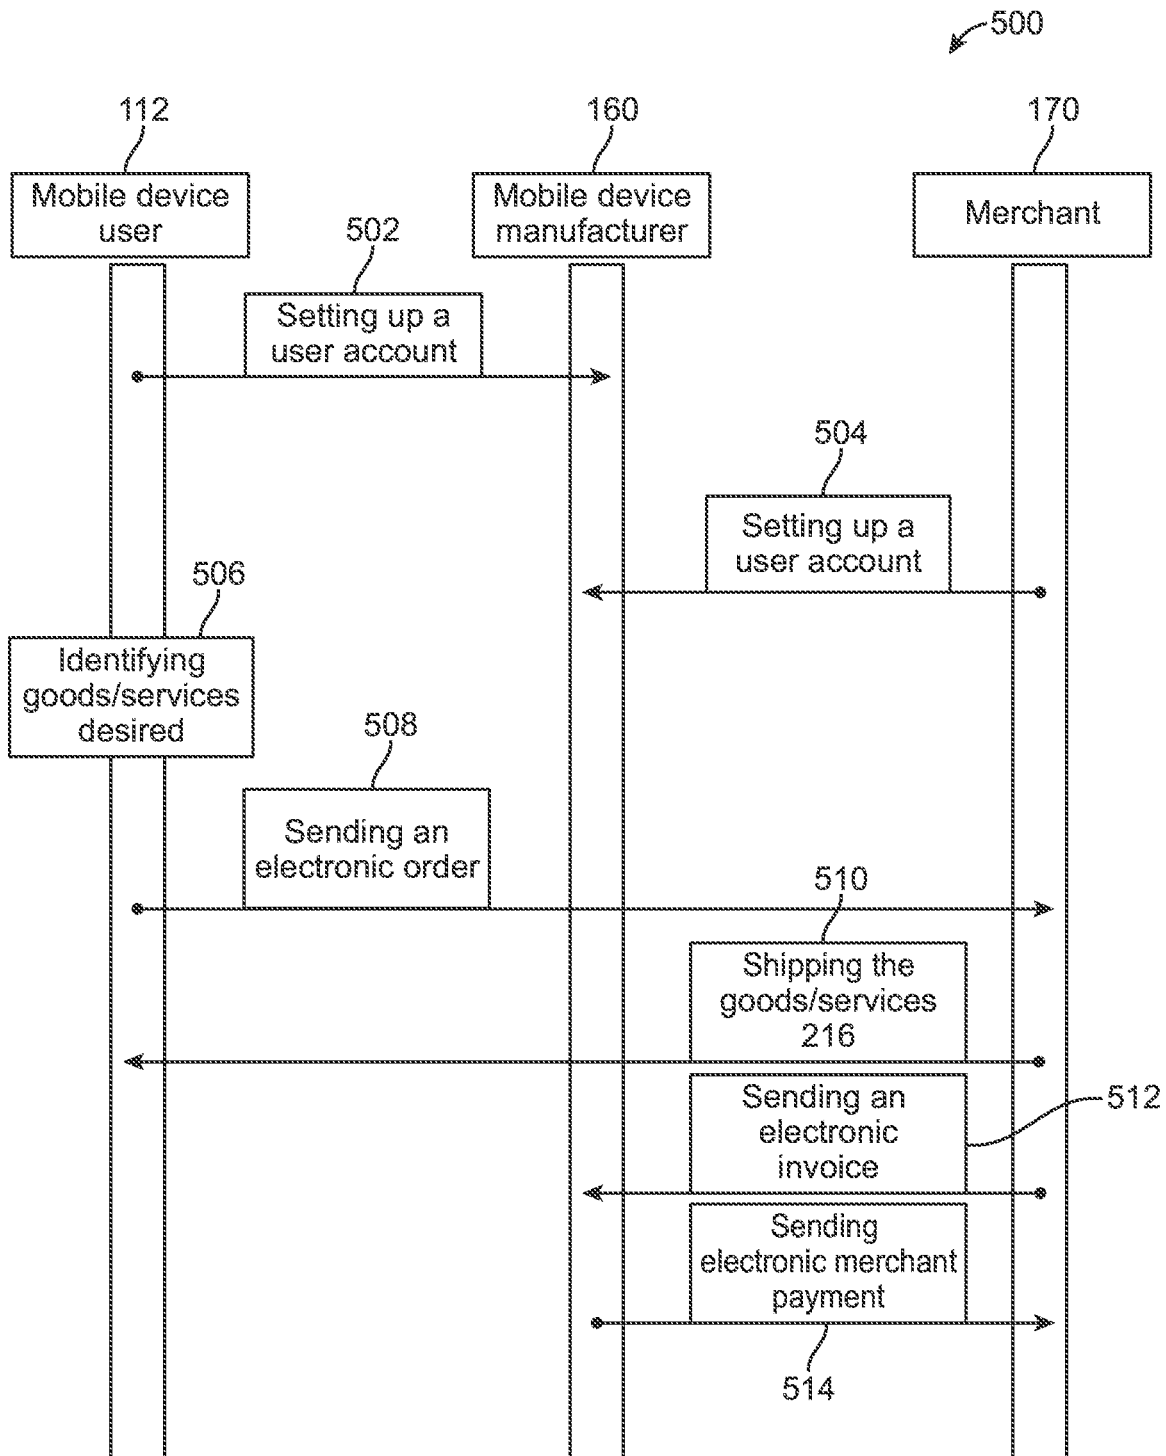 500
112
160
170
Mobile device
user
Mobile device
manufacturer
Merchant
502
Setting up a
user account
504
Setting up a
user account
506
Identifying
goods/services
desired
508
Sending an
electronic order
510
Shipping the
goods/services
216
512
Sending an
electronic
invoice
Sending
electronic merchant
payment
514